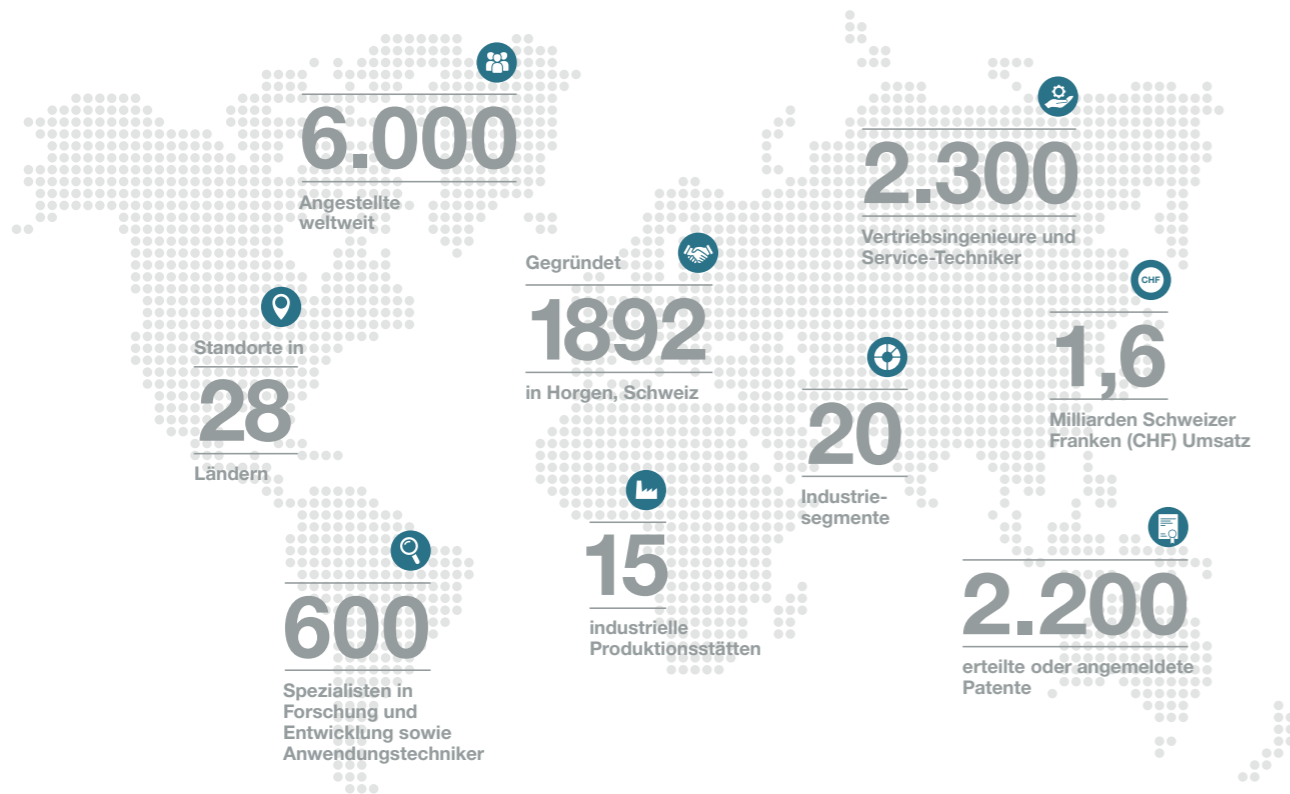 6.000
Angestellte
weltweit
2.300
Vertriebsingenieure und
Service-Techniker
Gegründet
1892
in Horgen, Schweiz
CHF
1,6
Milliarden Schweizer
Franken (CHF) Umsatz
Standorte in
28
Ländern
20
Industrie-
segmente
15
industrielle
Produktionsstätten
600
Spezialisten in
Forschung und
Entwicklung sowie
Anwendungstechniker
2.200
erteilte oder angemeldete
Patente